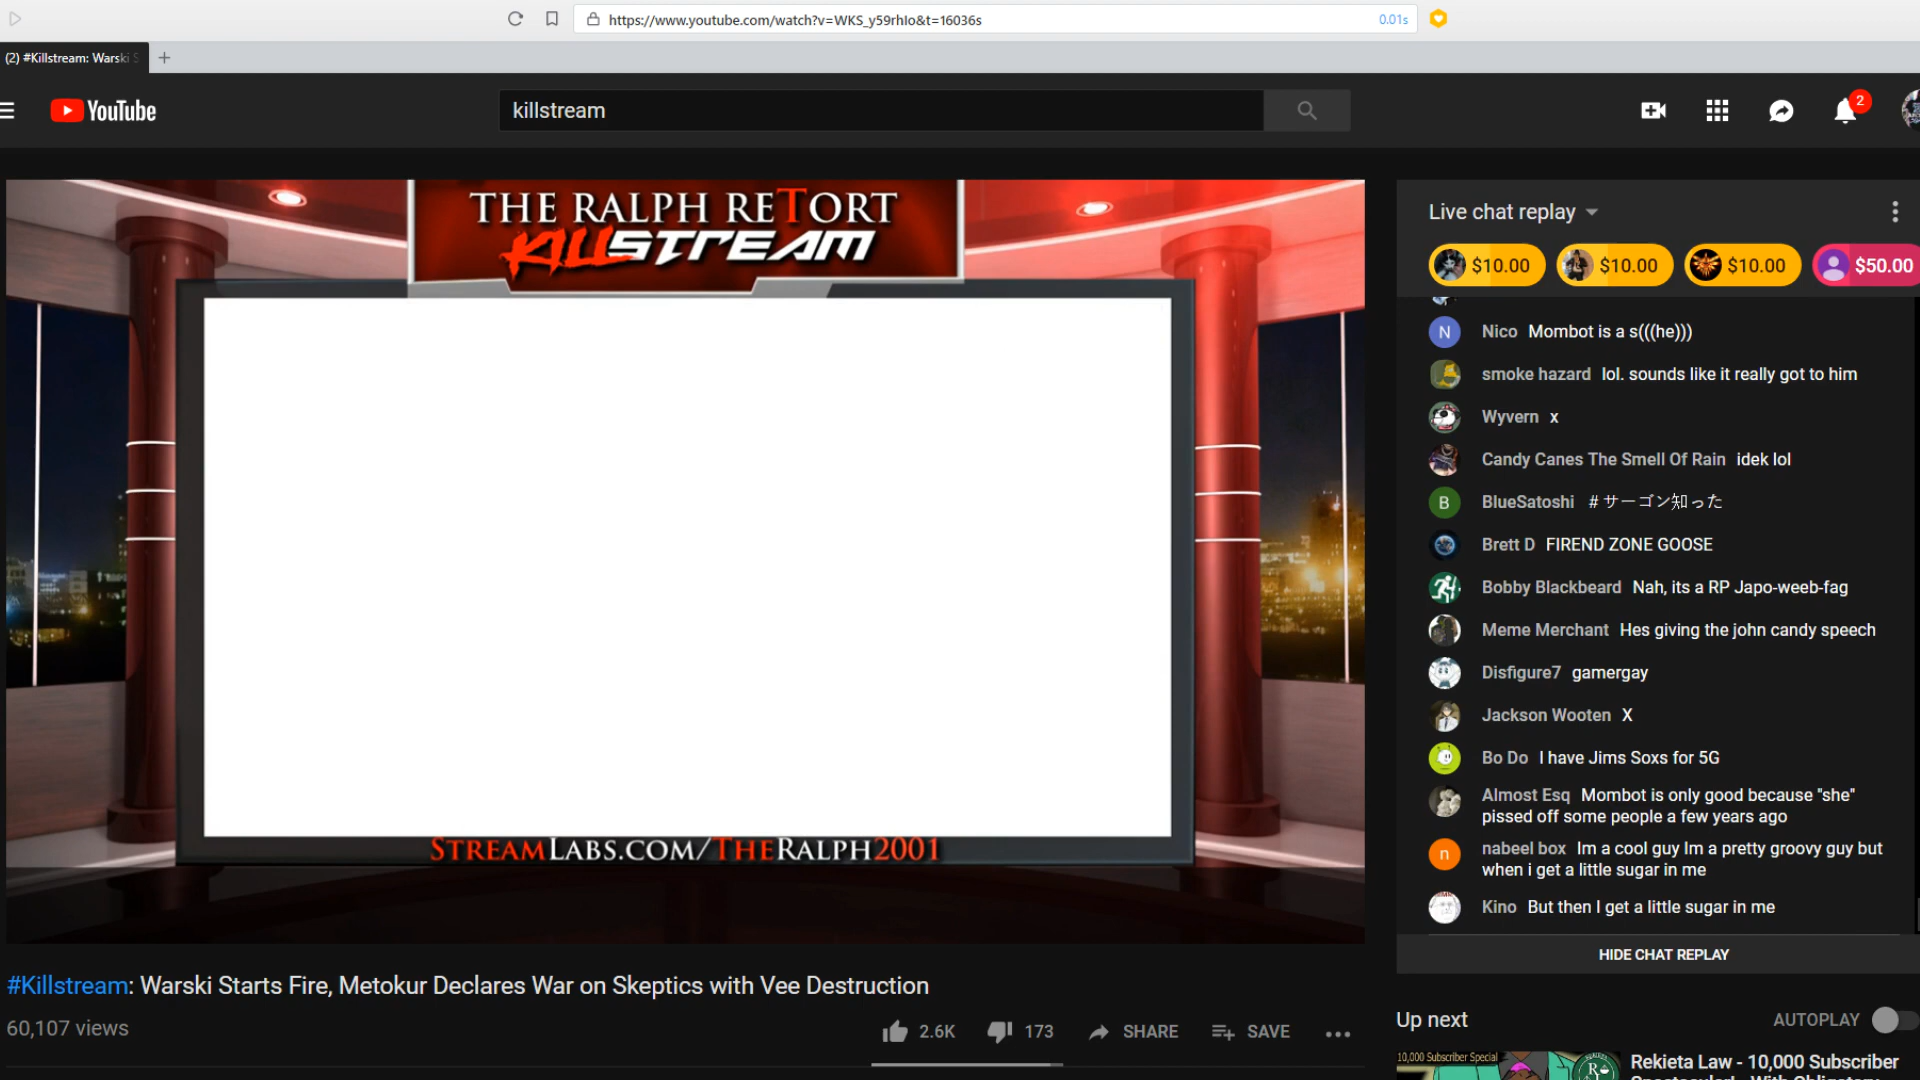 https://www.youtube.com/watch?v=WKS_y59rhIo&t=16036s
0.01s
(2) #Killstream: Warski S
YouTube
killstream
2
THE RALPH RETORT
KILLSTREAM
STREAMLABS.COM/THERALPH2001
Live chat replay
$10.00
$10.00
$10.00
$50.00
Nico Mombot is a s(((he)))
smoke hazard lol. sounds like it really got to him
Wyvern x
Candy Canes The Smell Of Rain idek lol
B
BlueSatoshi #サーゴン知った
Brett D FIREND ZONE GOOSE
Bobby Blackbeard Nah, its a RP Japo-weeb-fag
Meme Merchant Hes giving the john candy speech
Disfigure7 gamergay
Jackson Wooten X
Bo Do I have Jims Soxs for 5G
Almost Esq Mombot is only good because "she"
pissed off some people a few years ago
n
nabeel box Im a cool guy Im a pretty groovy guy but
when i get a little sugar in me
Kino But then I get a little sugar in me
HIDE CHAT REPLAY
#Killstream: Warski Starts Fire, Metokur Declares War on Skeptics with Vee Destruction
60,107 views
2.6K
173
SHARE
SAVE
Up next
AUTOPLAY
10,000 Subscriber Special
Rekieta Law - 10,000 Subscriber